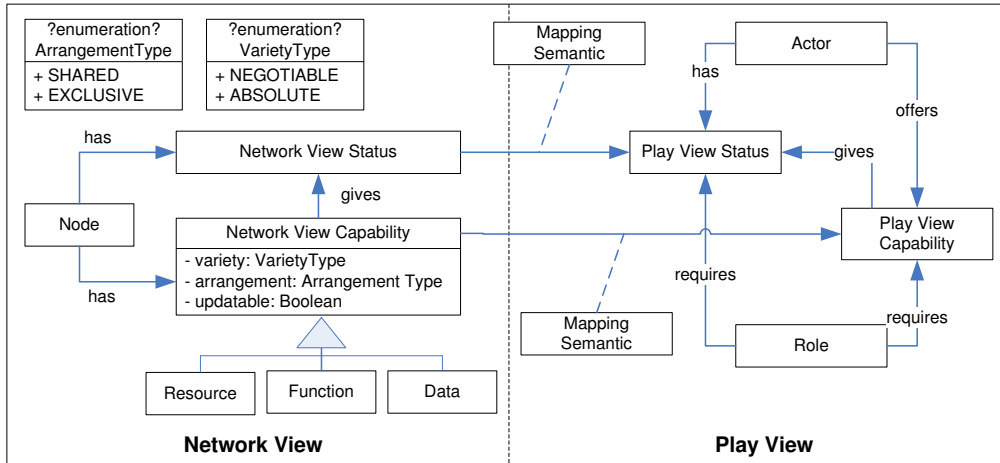 ?enumeration?
ArrangementType
+ SHARED
+ EXCLUSIVE
?enumeration?
VarietyType
+ NEGOTIABLE
+ ABSOLUTE
Mapping
Semantic
Actor
has
offers
has
Network View Status
Play View Status
gives
gives
Node
Network View Capability
- variety: VarietyType
- arrangement: Arrangement Type
- updatable: Boolean
Play View
Capability
has
requires
requires
Mapping
Semantic
Role
Resource
Function
Data
Network View
Play View